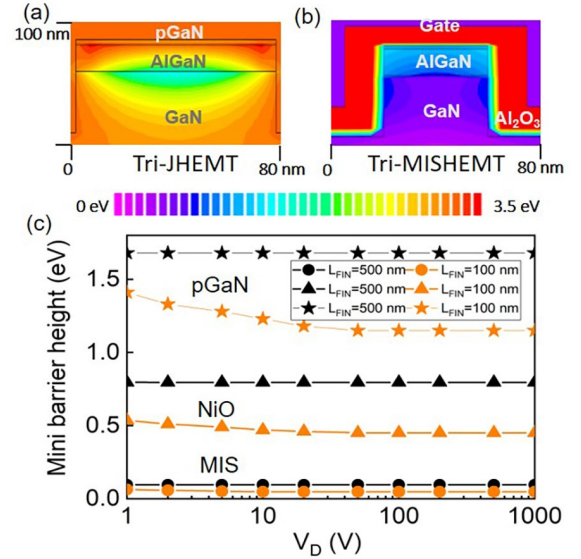 (a)
100 nm
pGaN
AlGaN
GaN
0
80 nm
Tri-JHEMT
(b)
Gate
AlGaN
GaN
Al₂O₃
0
80 nm
Tri-MISHEMT
0 eV
3.5 eV
(c)
Mini barrier height (eV)
1.5
1.0
0.5
0.0
L_FIN=500 nm L_FIN=100 nm
L_FIN=500 nm L_FIN=100 nm
L_FIN=500 nm L_FIN=100 nm
pGaN
NiO
MIS
1 10 100 1000
V_D (V)